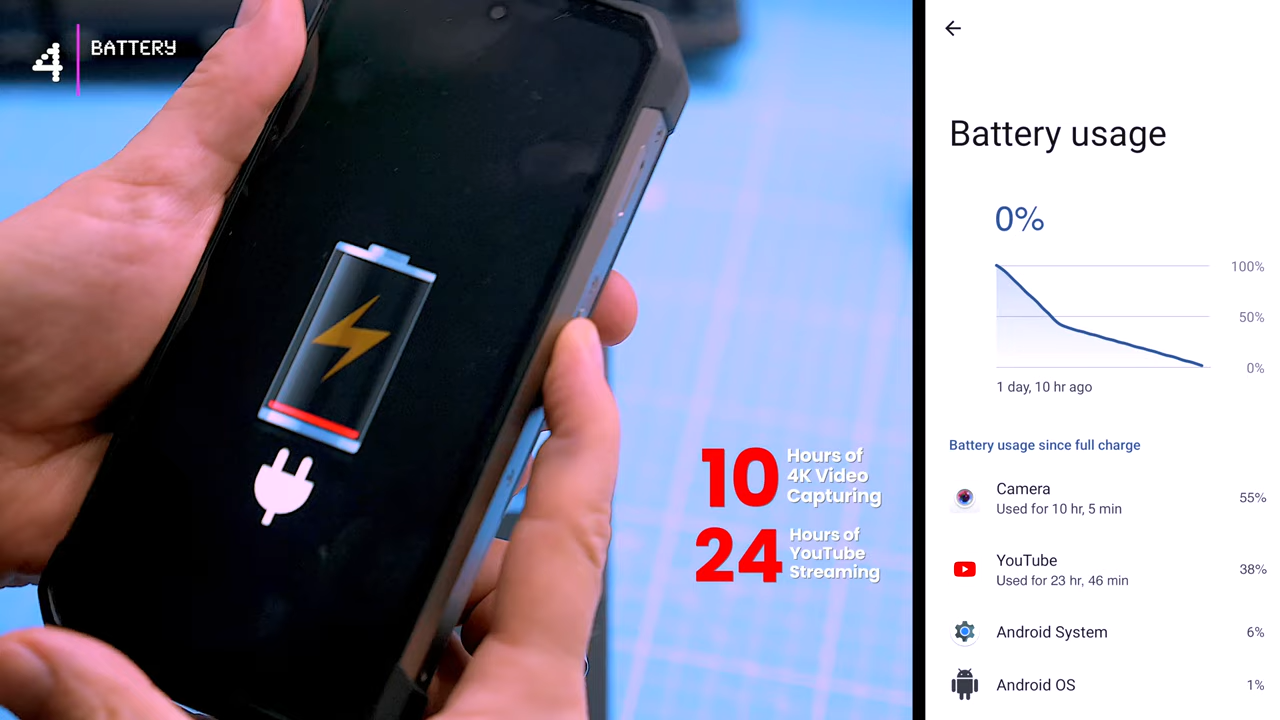 4
BATTERY
10
Hours of
4K Video
Capturing
24
Hours of
YouTube
Streaming
Battery usage
0%
100%
50%
0%
1 day, 10 hr ago
Battery usage since full charge
Camera
55%
Used for 10 hr, 5 min
YouTube
38%
Used for 23 hr, 46 min
Android System
6%
Android OS
1%